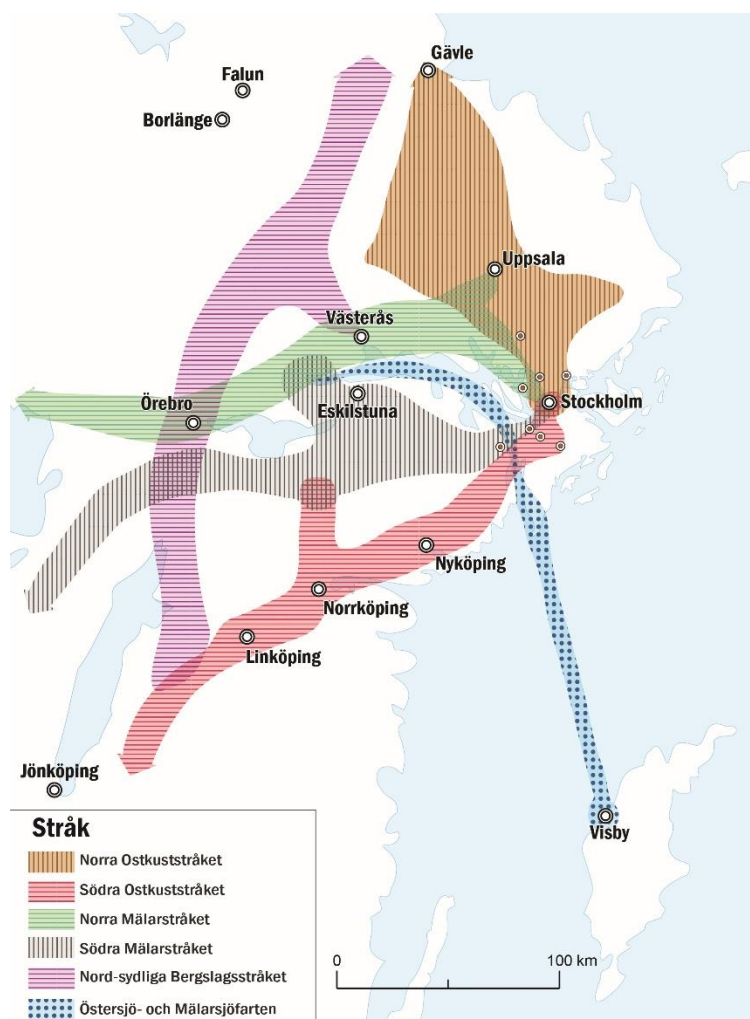 Gävle
Falun
Borlänge
Uppsala
Västerås
Örebro
Eskilstuna
Stockholm
Nyköping
Norrköping
Linköping
Jönköping
Visby
Stråk
Norra Ostkuststråket
Södra Ostkuststråket
Norra Mälarstråket
Södra Mälarstråket
Nord-sydliga Bergslagsstråket
Östersjö- och Mälarsjöfarten
0 100 km